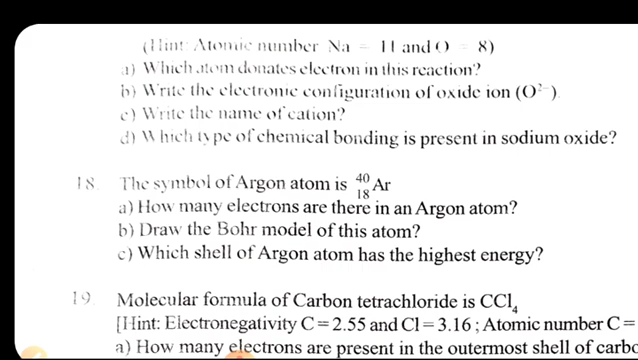 (Hint: Atomic number Na = 11 and O = 8)
a) Which atom donates electron in this reaction?
b) Write the electronic configuration of oxide ion (O²⁻)
c) Write the name of cation?
d) Which type of chemical bonding is present in sodium oxide?
18. The symbol of Argon atom is ⁴⁰₁₈Ar
a) How many electrons are there in an Argon atom?
b) Draw the Bohr model of this atom?
c) Which shell of Argon atom has the highest energy?
19 Molecular formula of Carbon tetrachloride is CCl₄
[Hint: Electronegativity C = 2.55 and Cl = 3.16 ; Atomic number C =
a) How many electrons are present in the outermost shell of carbo